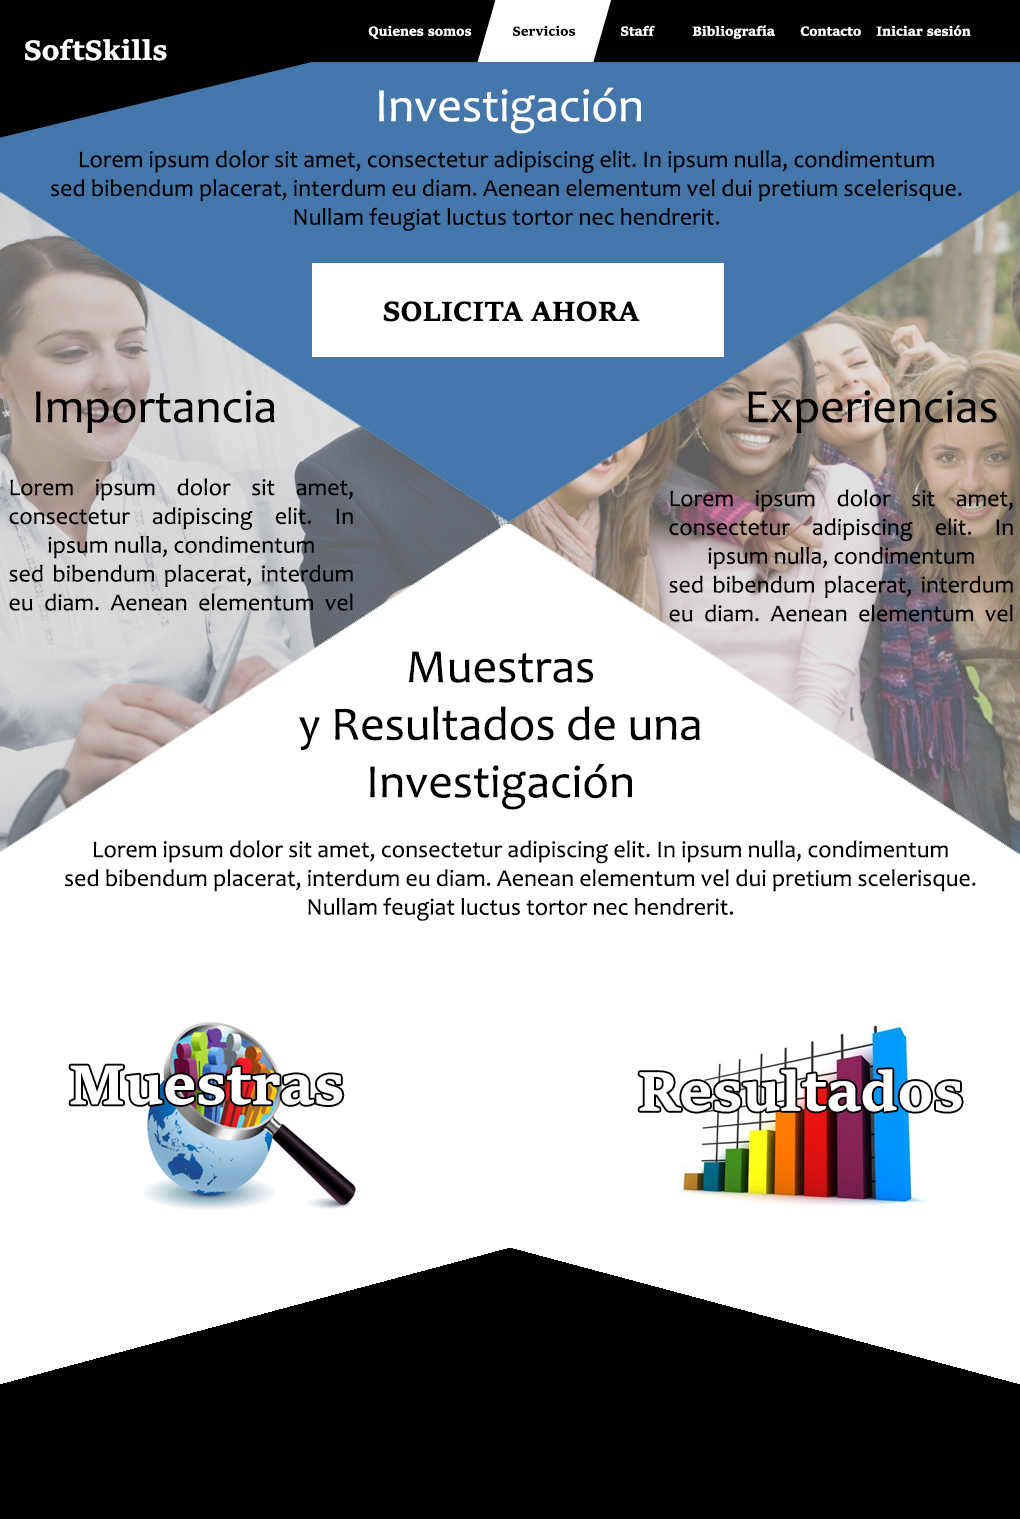 SoftSkills
Quienes somos
Servicios
Staff
Bibliografía
Contacto
Iniciar sesión
Investigación
Lorem ipsum dolor sit amet, consectetur adipiscing elit. In ipsum nulla, condimentum
sed bibendum placerat, interdum eu diam. Aenean elementum vel dui pretium scelerisque.
Nullam feugiat luctus tortor nec hendrerit.
SOLICITA AHORA
Importancia
Lorem ipsum dolor sit amet,
consectetur adipiscing elit. In
ipsum nulla, condimentum
sed bibendum placerat, interdum
eu diam. Aenean elementum vel
Experiencias
Lorem ipsum dolor sit amet,
consectetur adipiscing elit. In
ipsum nulla, condimentum
sed bibendum placerat, interdum
eu diam. Aenean elementum vel
Muestras
y Resultados de una
Investigación
Lorem ipsum dolor sit amet, consectetur adipiscing elit. In ipsum nulla, condimentum
sed bibendum placerat, interdum eu diam. Aenean elementum vel dui pretium scelerisque.
Nullam feugiat luctus tortor nec hendrerit.
Muestras
Resultados